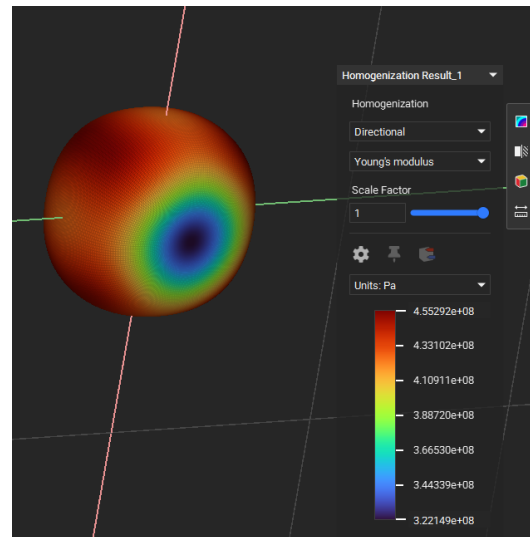 Homogenization Result_1
Homogenization
Directional
Young's modulus
Scale Factor
1
Units: Pa
4.55292e+08
4.33102e+08
4.10911e+08
3.88720e+08
3.66530e+08
3.44339e+08
3.22149e+08